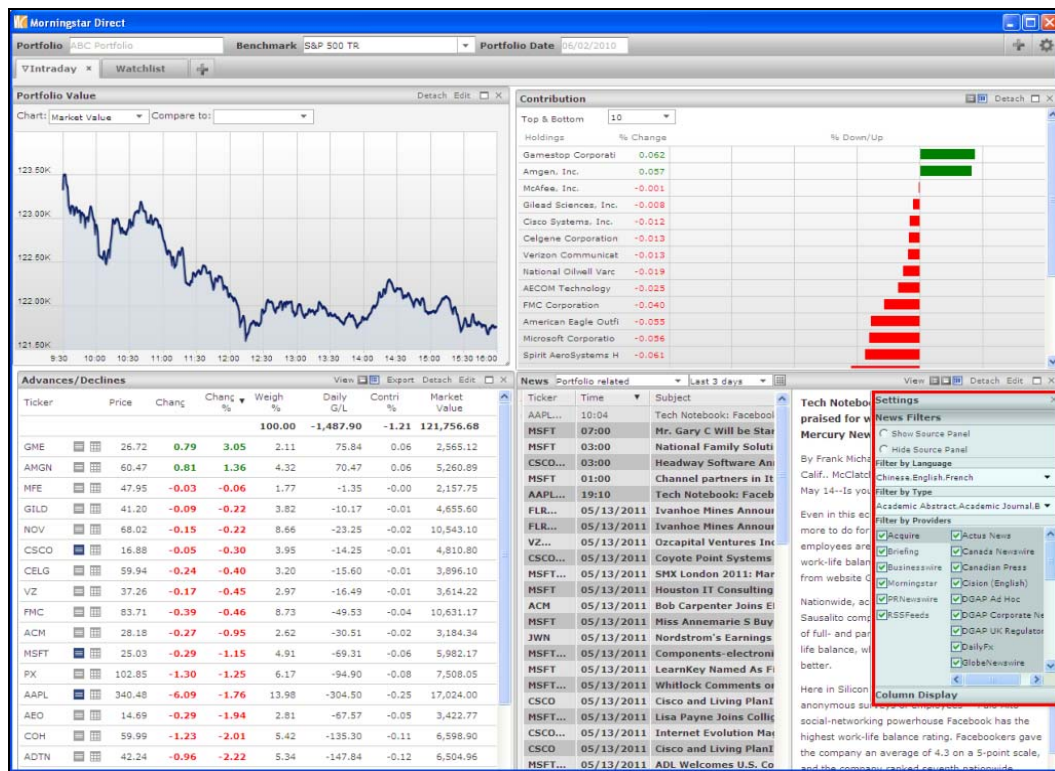 Morningstar Direct
Portfolio ABC Portfolio Benchmark S&P 500 TR Portfolio Date 06/02/2010
Intraday × Watchlist
Portfolio Value Detach Edit
Chart: Market Value Compare to:
123.50K
123.00K
122.50K
122.00K
121.50K
9:30 10:00 10:30 11:00 11:30 12:00 12:30 13:00 13:30 14:00 14:30 15:00 15:30 16:00
Contribution Detach
Top & Bottom 10
Holdings % Change % Down/Up
Gamestop Corporati 0.062
Amgen, Inc. 0.057
McAfee, Inc. -0.001
Gilead Sciences, Inc. -0.008
Cisco Systems, Inc. -0.012
Celgene Corporation -0.013
Verizon Communicat -0.013
National Oilwell Varc -0.019
AECOM Technology -0.025
FMC Corporation -0.040
American Eagle Outfi -0.055
Microsoft Corporatio -0.056
Spirit AeroSystems H -0.061
Advances/Declines View Export Detach Edit
Ticker Price Chang Chang % Weigh % Daily G/L Contri % Market Value
100.00 -1,487.90 -1.21 121,756.68
GME 26.72 0.79 3.05 2.11 75.84 0.06 2,565.12
AMGN 60.47 0.81 1.36 4.32 70.47 0.06 5,260.89
MFE 47.95 -0.03 -0.06 1.77 -1.35 -0.00 2,157.75
GILD 41.20 -0.09 -0.22 3.82 -10.17 -0.01 4,655.60
NOV 68.02 -0.15 -0.22 8.66 -23.25 -0.02 10,543.10
CSCO 16.88 -0.05 -0.30 3.95 -14.25 -0.01 4,810.80
CELG 59.94 -0.24 -0.40 3.20 -15.60 -0.01 3,896.10
VZ 37.26 -0.17 -0.45 2.97 -16.49 -0.01 3,614.22
FMC 83.71 -0.39 -0.46 8.73 -49.53 -0.04 10,631.17
ACM 28.18 -0.27 -0.95 2.62 -30.51 -0.02 3,184.34
MSFT 25.03 -0.29 -1.15 4.91 -69.31 -0.06 5,982.17
PX 102.85 -1.30 -1.25 6.17 -94.90 -0.08 7,508.05
AAPL 340.48 -6.09 -1.76 13.98 -304.50 -0.25 17,024.00
AEO 14.69 -0.29 -1.94 2.81 -67.57 -0.05 3,422.77
COH 59.99 -1.23 -2.01 5.42 -135.30 -0.11 6,598.90
ADTN 42.24 -0.96 -2.22 5.34 -147.84 -0.12 6,504.96
News Portfolio related Last 3 days View Detach Edit
Ticker Time Subject
AAPL... 10:04 Tech Notebook: Facebool
MSFT 07:00 Mr. Gary C Will be Star
MSFT 03:00 National Family Soluti
CSCO... 03:00 Headway Software An
MSFT 01:00 Channel partners in It
AAPL... 19:10 Tech Notebook: Faceb
FLR... 05/13/2011 Ivanhoe Mines Annour
FLR... 05/13/2011 Ivanhoe Mines Annour
VZ... 05/13/2011 Ozcapital Ventures Inc
CSCO... 05/13/2011 Coyote Point Systems
MSFT... 05/13/2011 SMX London 2011: Mar
MSFT 05/13/2011 Houston IT Consulting
ACM 05/13/2011 Bob Carpenter Joins E
MSFT 05/13/2011 Miss Annemarie S Buy
JWN 05/13/2011 Nordstrom's Earnings
MSFT... 05/13/2011 Components-electroni
MSFT 05/13/2011 LearnKey Named As F
MSFT... 05/13/2011 Whitlock Comments o
CSCO 05/13/2011 Cisco and Living PlanI
MSFT... 05/13/2011 Lisa Payne Joins Collig
CSCO... 05/13/2011 Internet Evolution Mag
CSCO 05/13/2011 Cisco and Living PlanI
MSFT... 05/13/2011 ADL Welcomes U.S. Co
Tech Noteb
praised for w
Mercury New
By Frank Micha
Calif., McClatch
May 14--Is you
Even in this ec
more to do for
employees are
work-life balan
from website G
Nationwide, ac
Sausalito comp
of full- and par
life balance, wh
better.
Here in Silicon
anonymous surveys of employees
social-networking powerhouse Facebook has the
highest work-life balance rating. Facebookers gave
the company an average of 4.3 on a 5-point scale,
and the company ranked seventh nationwide
Settings
News Filters
Show Source Panel
Hide Source Panel
Filter by Language
Chinese.English.French
Filter by Type
Academic Abstract.Academic Journal.B
Filter by Providers
Acquire Actus News
Briefing Canada Newswire
Businesswire Canadian Press
Morningstar Cision (English)
PRNewswire DGAP Ad Hoc
RSSFeeds DGAP Corporate Ne
DGAP UK Regulator
DailyFx
GlobeNewswire
Column Display